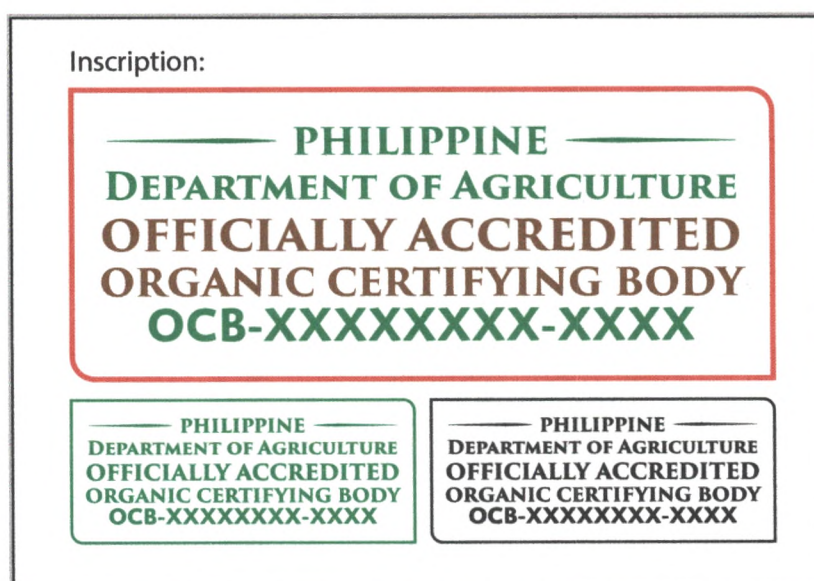 Inscription:
PHILIPPINE
DEPARTMENT OF AGRICULTURE
OFFICIALLY ACCREDITED
ORGANIC CERTIFYING BODY
OCB-XXXXXXXX-XXXX
PHILIPPINE
DEPARTMENT OF AGRICULTURE
OFFICIALLY ACCREDITED
ORGANIC CERTIFYING BODY
OCB-XXXXXXXX-XXXX
PHILIPPINE
DEPARTMENT OF AGRICULTURE
OFFICIALLY ACCREDITED
ORGANIC CERTIFYING BODY
OCB-XXXXXXXX-XXXX